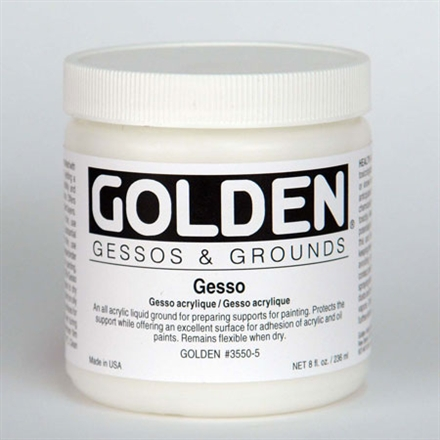 GOLDEN®
GESSOS & GROUNDS
Gesso
Gesso acrylique / Gesso acrylique
An all acrylic liquid ground for preparing supports for painting. Protects the
support while offering an excellent surface for adhesion of acrylic and oil
paints. Remains flexible when dry.
GOLDEN #3550-5
Made in USA
NET 8 fl. oz. / 236 ml